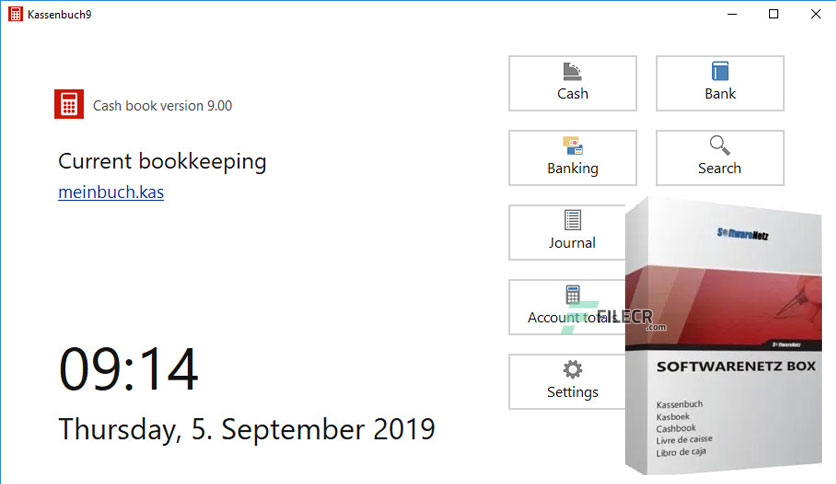 Kassenbuch9
Cash book version 9.00
Current bookkeeping
meinbuch.kas
09:14
Thursday, 5. September 2019
Cash
Bank
Banking
Search
Journal
Account totals
Settings
FILECR
.com
SoftwareNetz
SoftwareNetz
SOFTWARENETZ BOX
Kassenbuch
Kasboek
Cashbook
Livre de caisse
Libro de caja